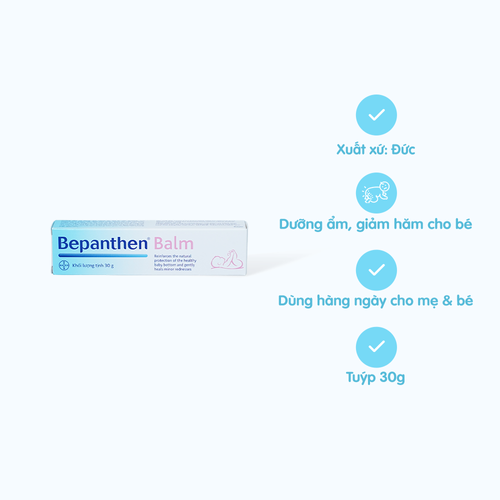 Bepanthen® Balm
Khối lượng tịnh 30 g
Reinforces the natural
protection of the healthy
baby bottom and gently
heals minor rednesses
Xuất xứ: Đức
Dưỡng ẩm, giảm hăm cho bé
Dùng hàng ngày cho mẹ & bé
Tuýp 30g